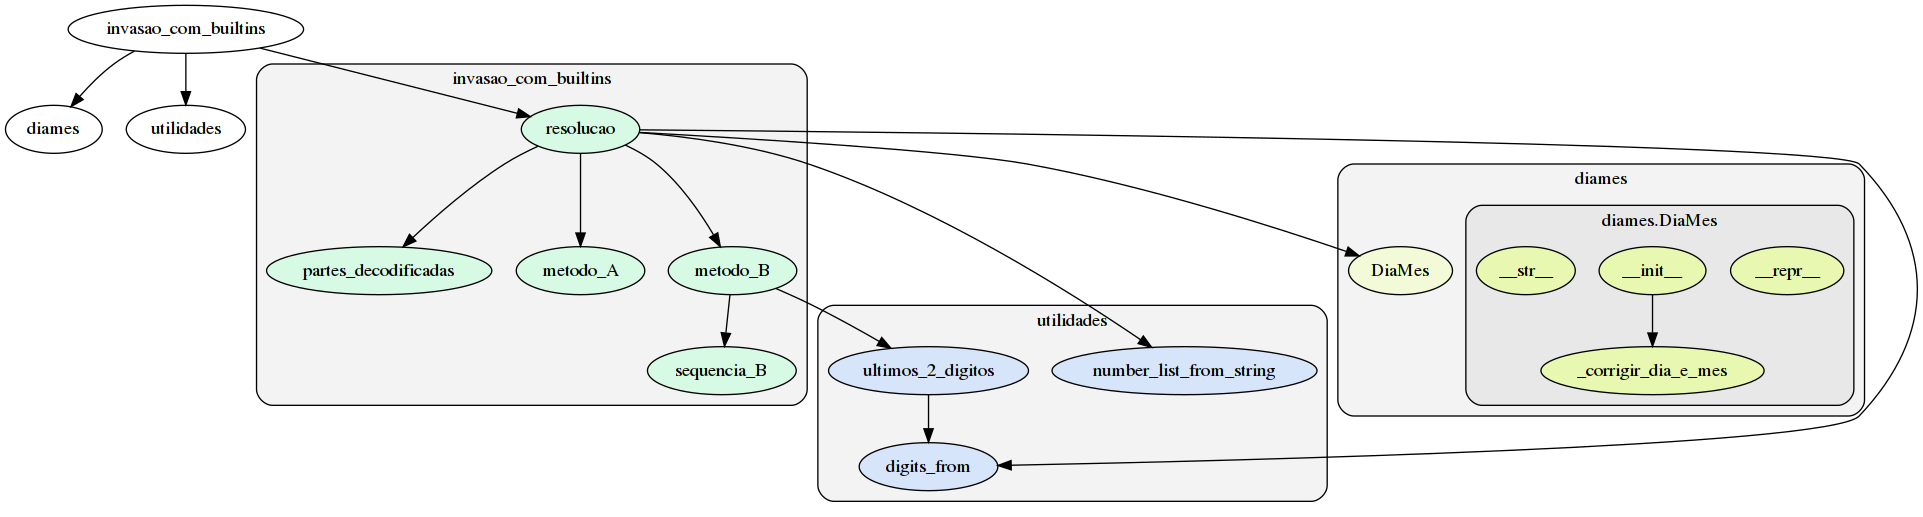 invasao_com_builtins
diames
utilidades
invasao_com_builtins
resolucao
partes_decodificadas
metodo_A
metodo_B
sequencia_B
utilidades
ultimos_2_digitos
number_list_from_string
digits_from
diames
DiaMes
diames.DiaMes
__str__
__init__
__repr__
_corrigir_dia_e_mes